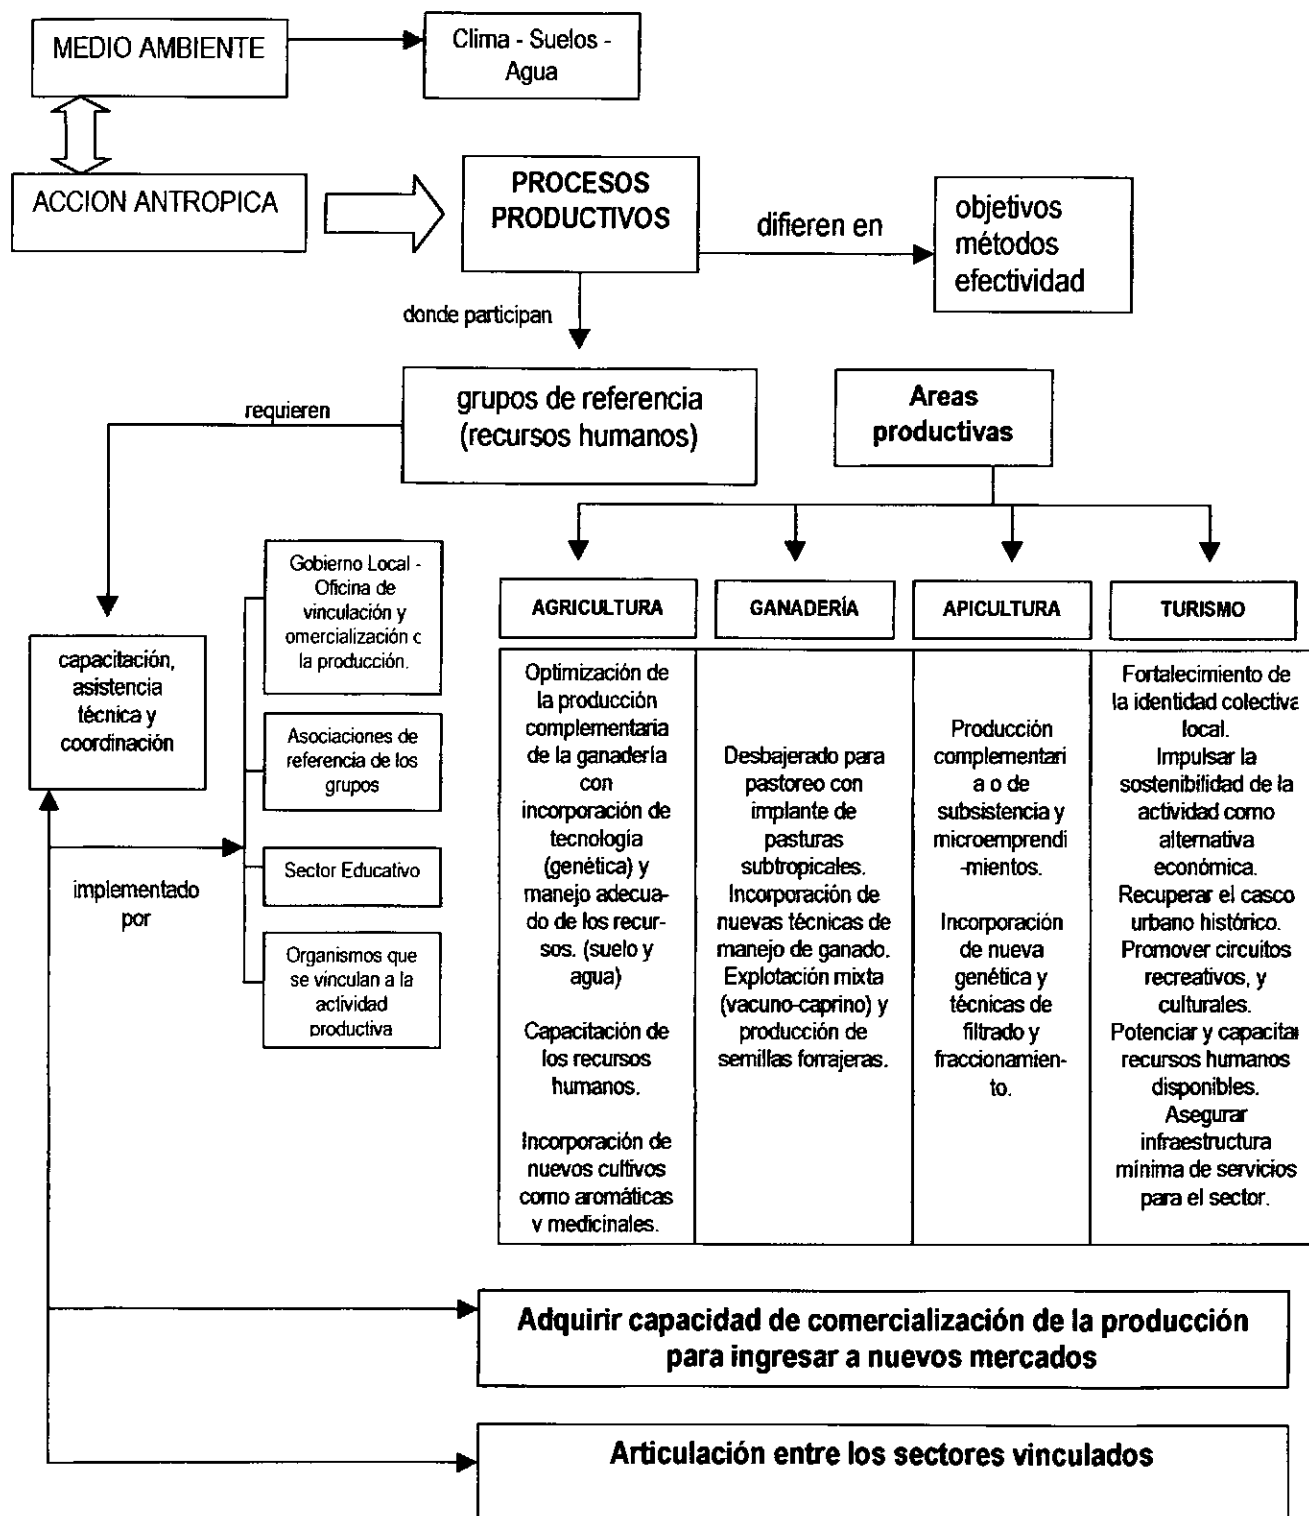 MEDIO AMBIENTE
Clima - Suelos -
Agua
ACCION ANTROPICA
PROCESOS
PRODUCTIVOS
difieren en
objetivos
métodos
efectividad
donde participan
grupos de referencia
(recursos humanos)
requieren
Areas
productivas
Gobierno Local -
Oficina de
vinculación y
omercialización c
la producción.
capacitación,
asistencia
técnica y
coordinación
Asociaciones de
referencia de los
grupos
implementado
por
Sector Educativo
Organismos que
se vinculan a la
actividad
productiva
AGRICULTURA
Optimización de
la producción
complementaria
de la ganadería
con
incorporación de
tecnología
(genética) y
manejo adecua-
do de los recur-
sos. (suelo y
agua)
Capacitación de
los recursos
humanos.
Incorporación de
nuevos cultivos
como aromáticas
y medicinales.
GANADERÍA
Desbajerado para
pastoreo con
implante de
pasturas
subtropicales.
Incorporación de
nuevas técnicas de
manejo de ganado.
Explotación mixta
(vacuno-caprino) y
producción de
semillas forrajeras.
APICULTURA
Producción
complementari
a o de
subsistencia y
microemprendi
-mientos.
Incorporación
de nueva
genética y
técnicas de
filtrado y
fraccionamien-
to.
TURISMO
Fortalecimiento de
la identidad colectiva
local.
Impulsar la
sostenibilidad de la
actividad como
alternativa
económica.
Recuperar el casco
urbano histórico.
Promover circuitos
recreativos, y
culturales.
Potenciar y capacitar
recursos humanos
disponibles.
Asegurar
infraestructura
mínima de servicios
para el sector.
Adquirir capacidad de comercialización de la producción
para ingresar a nuevos mercados
Articulación entre los sectores vinculados